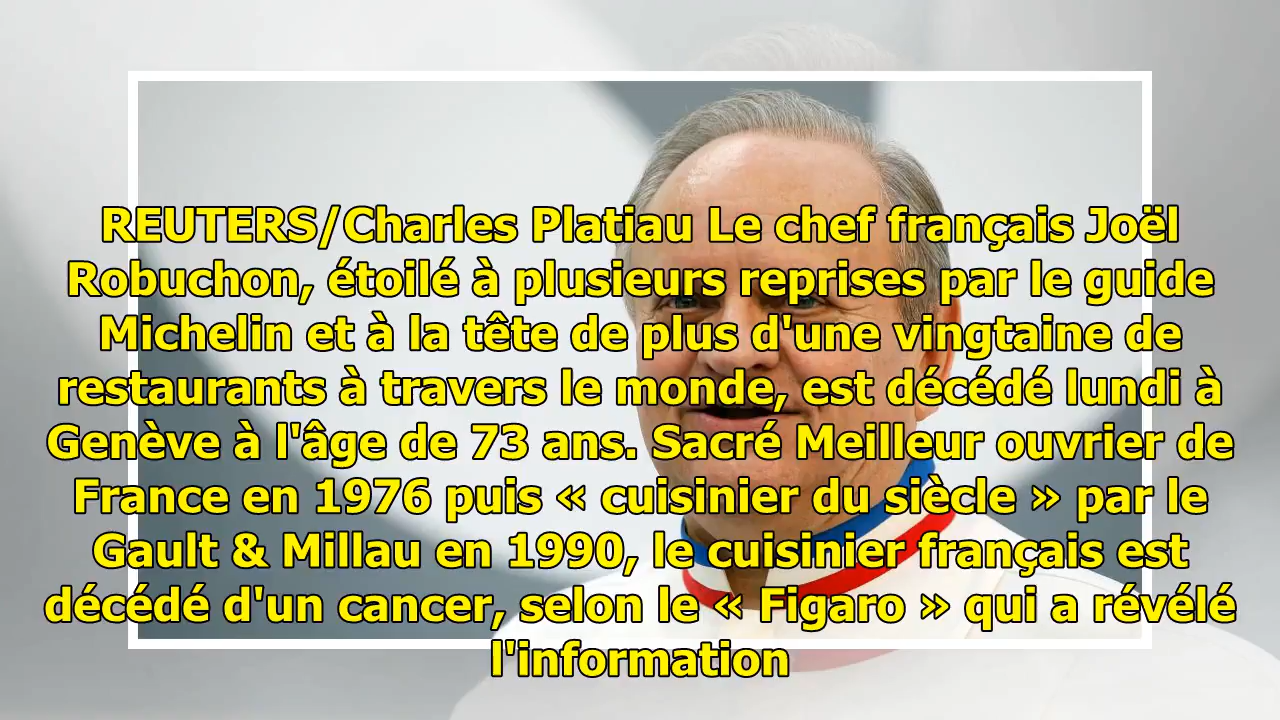 REUTERS/Charles Platiau Le chef français Joël
Robuchon, étoilé à plusieurs reprises par le guide
Michelin et à la tête de plus d'une vingtaine de
restaurants à travers le monde, est décédé lundi à
Genève à l'âge de 73 ans. Sacré Meilleur ouvrier de
France en 1976 puis « cuisinier du siècle » par le
Gault & Millau en 1990, le cuisinier français est
décédé d'un cancer, selon le « Figaro » qui a révélé
l'information